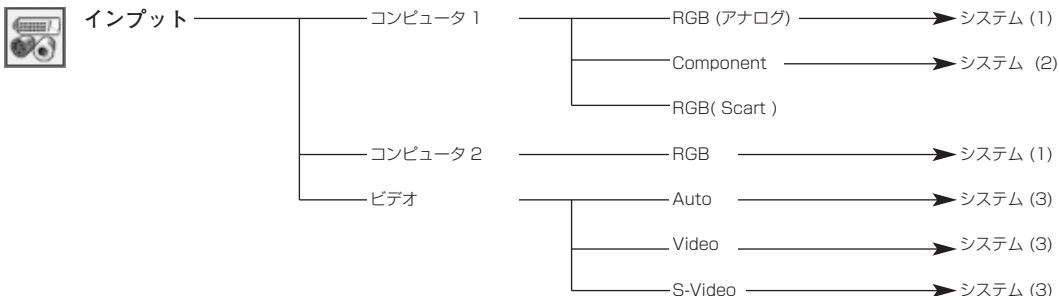 インプット コンピュータ 1 RGB (アナログ) システム (1)
Component システム (2)
RGB( Scart )
コンピュータ 2 RGB システム (1)
ビデオ Auto システム (3)
Video システム (3)
S-Video システム (3)